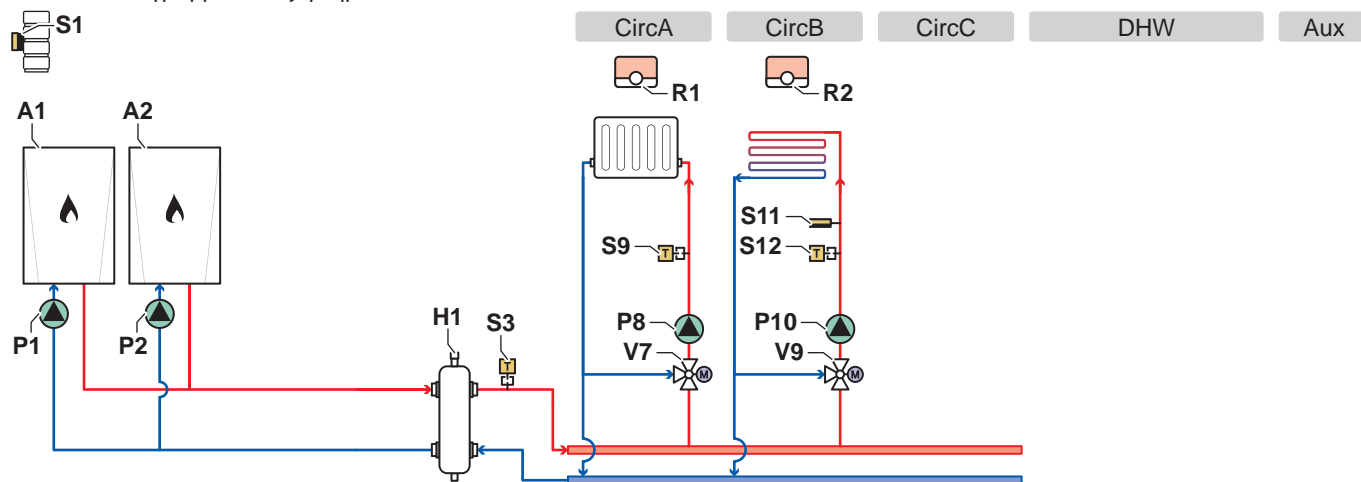 S1
CircA CircB CircC DHW Aux
R1 R2
A1 A2
S11
S9 T S12 T
P1 P2 H1 S3 P8 P10
T V7 V9
M M